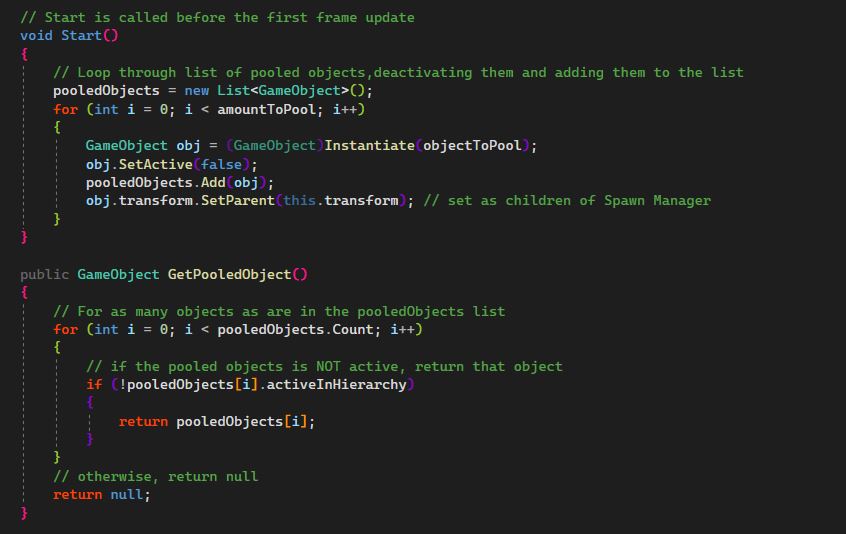 // Start is called before the first frame update
void Start()
{
    // Loop through list of pooled objects,deactivating them and adding them to the list
    pooledObjects = new List<GameObject>();
    for (int i = 0; i < amountToPool; i++)
    {
        GameObject obj = (GameObject)Instantiate(objectToPool);
        obj.SetActive(false);
        pooledObjects.Add(obj);
        obj.transform.SetParent(this.transform); // set as children of Spawn Manager
    }
}

public GameObject GetPooledObject()
{
    // For as many objects as are in the pooledObjects list
    for (int i = 0; i < pooledObjects.Count; i++)
    {
        // if the pooled objects is NOT active, return that object
        if (!pooledObjects[i].activeInHierarchy)
        {
            return pooledObjects[i];
        }
    }
    // otherwise, return null
    return null;
}